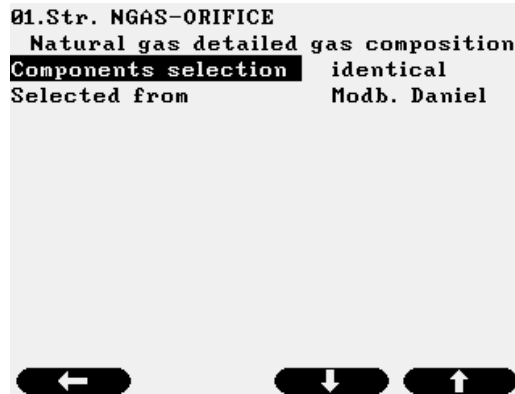 01.Str. NGAS-ORIFICE
Natural gas detailed gas composition
Components selection identical
Selected from Modb. Daniel